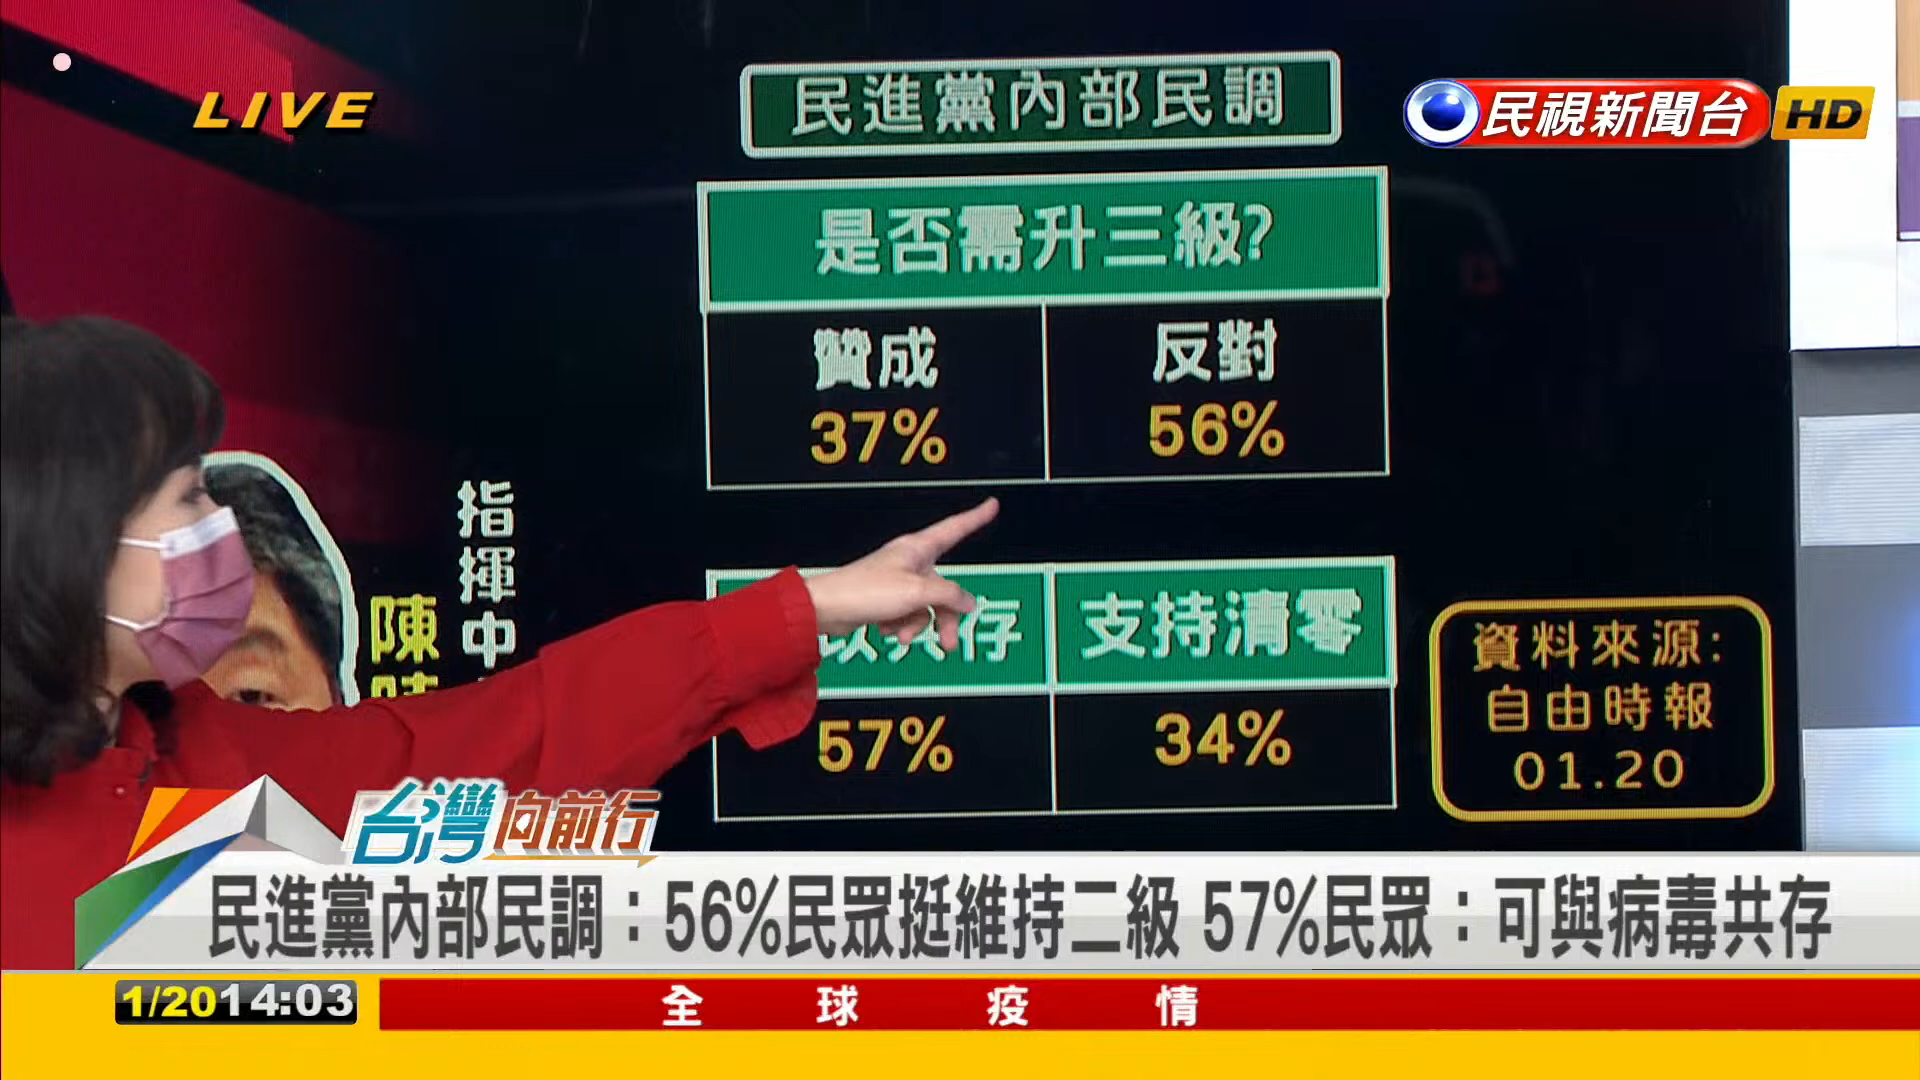 LIVE
民進黨內部民調
民視新聞台 HD
是否需升三級?
贊成 反對
37% 56%
指揮中
陳
以共存 支持清零
57% 34%
資料來源:
自由時報
01.20
台灣向前行
民進黨內部民調：56%民眾挺維持二級 57%民眾：可與病毒共存
1/20 14:03
全球疫情